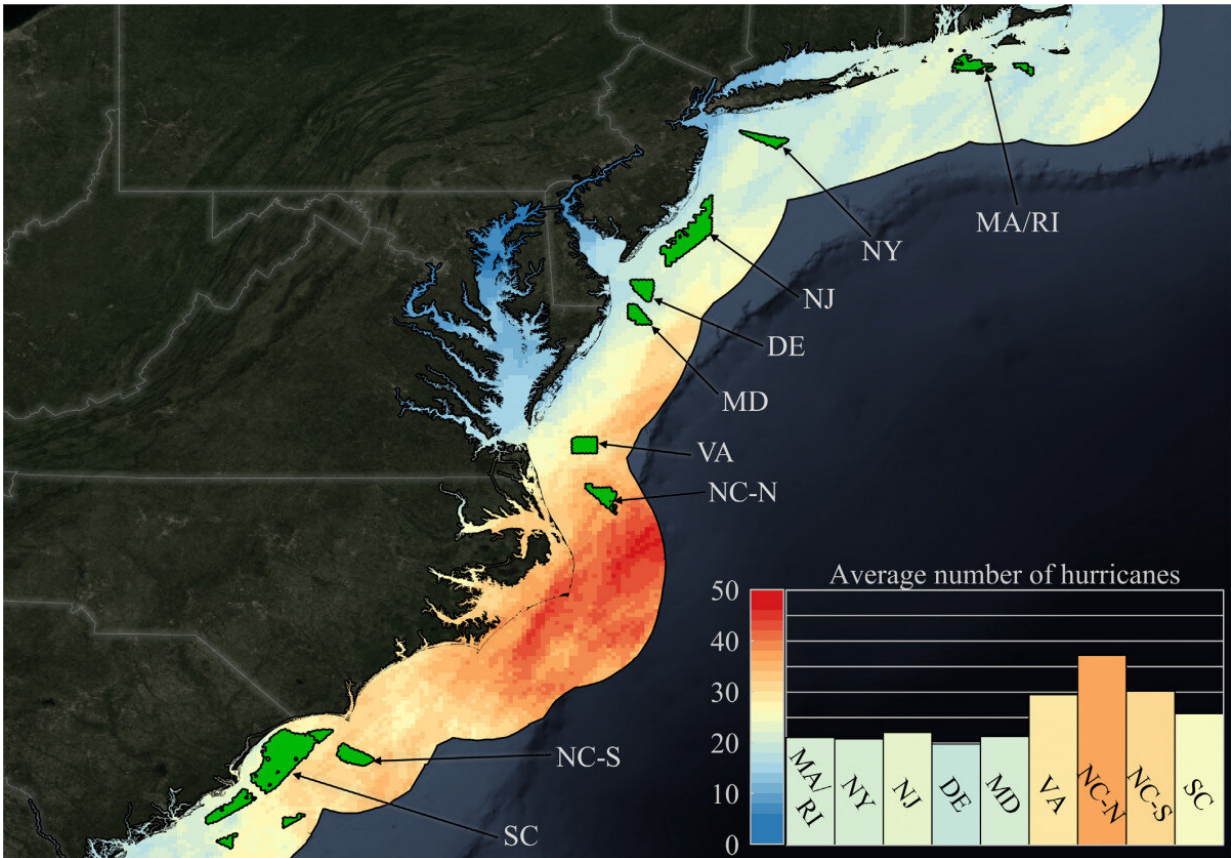 MA/RI
NY
NJ
DE
MD
VA
NC-N
NC-S
SC
Average number of hurricanes
50
40
30
20
10
0
MA/
RI
NY
NJ
DE
MD
VA
NC-N
NC-S
SC